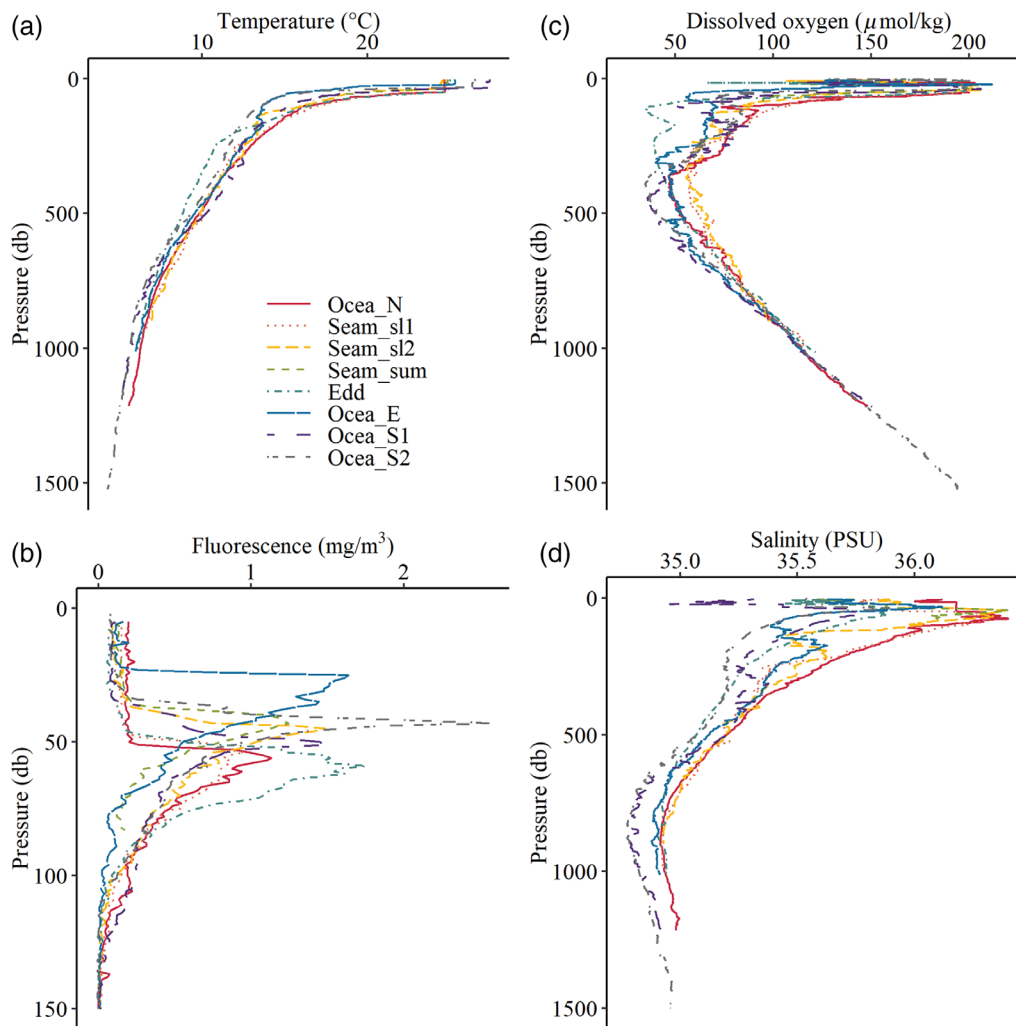 (a)
Temperature (°C)
10 20
0
500
1000
1500
Pressure (db)
Ocea_N
Seam_sl1
Seam_sl2
Seam_sum
Edd
Ocea_E
Ocea_S1
Ocea_S2
(c)
Dissolved oxygen (μmol/kg)
50 100 150 200
0
500
1000
1500
Pressure (db)
(b)
Fluorescence (mg/m³)
0 1 2
0
50
100
150
Pressure (db)
(d)
Salinity (PSU)
35.0 35.5 36.0
0
500
1000
1500
Pressure (db)